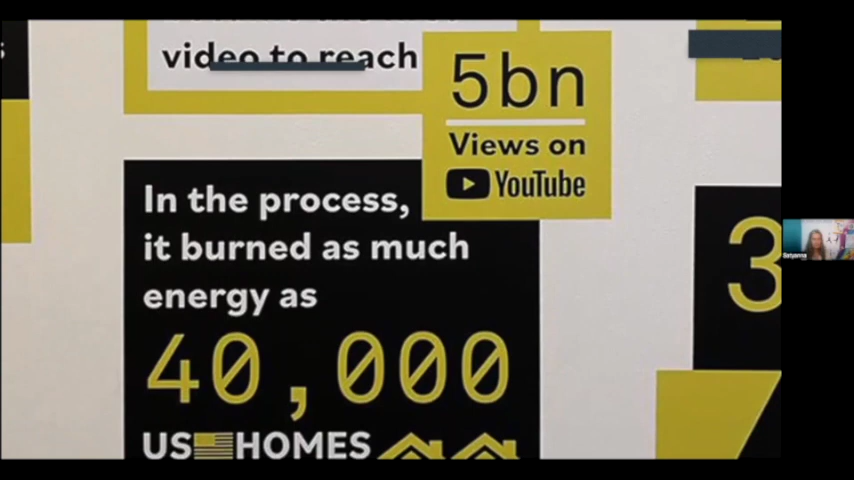 video to reach
5bn
Views on
YouTube
In the process,
it burned as much
energy as
40,000
US HOMES
3